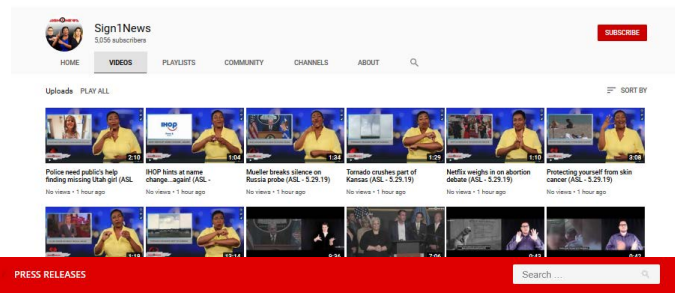 Sign1News
5,056 subscribers
SUBSCRIBE
HOME VIDEOS PLAYLISTS COMMUNITY CHANNELS ABOUT
Uploads PLAY ALL
SORT BY
IHOP
2:10 1:04 1:34 1:29 1:10 3:08
Police need public's help
finding missing Utah girl (ASL
No views • 1 hour ago
IHOP hints at name
change...again! (ASL -
No views • 1 hour ago
Mueller breaks silence on
Russia probe (ASL - 5.29.19)
No views • 1 hour ago
Tornado crushes part of
Kansas (ASL - 5.29.19)
No views • 1 hour ago
Netflix weighs in on abortion
debate (ASL - 5.29.19)
No views • 1 hour ago
Protecting yourself from skin
cancer (ASL - 5.29.19)
No views • 1 hour ago
PRESS RELEASES
Search ...